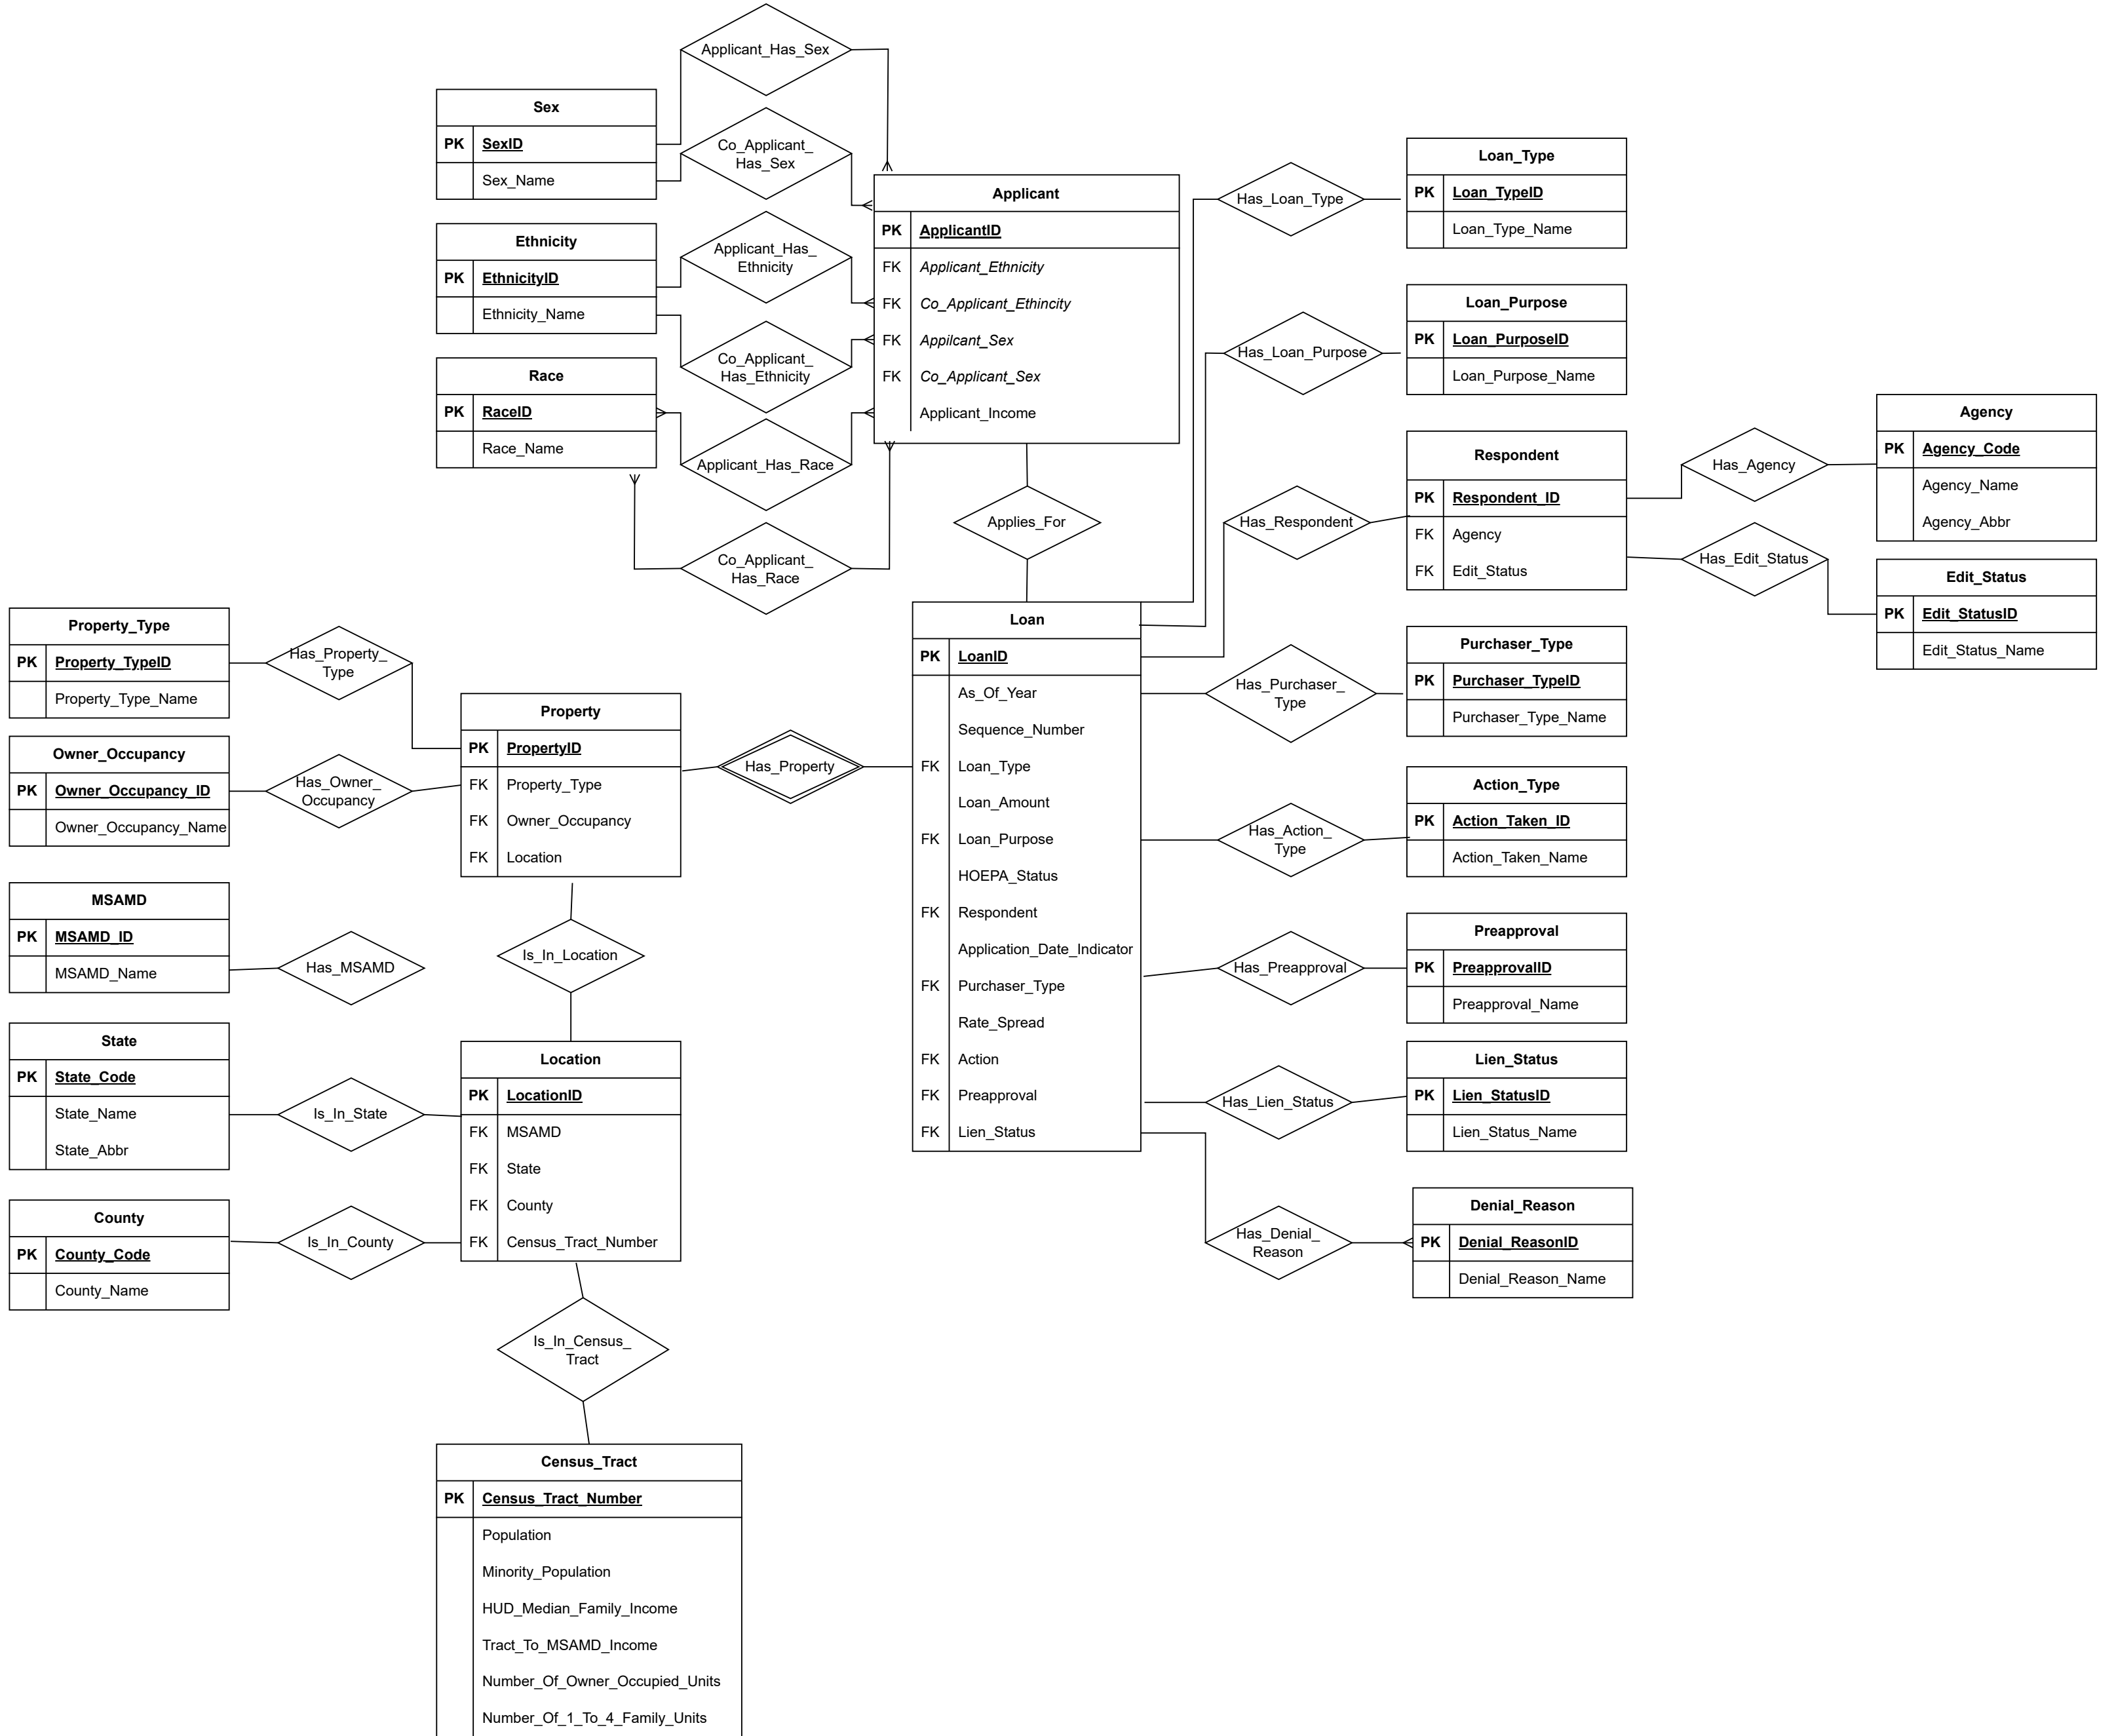 Applicant_Has_Sex
Sex
PK SexID
Sex_Name
Co_Applicant_
Has_Sex
Ethnicity
PK EthnicityID
Ethnicity_Name
Applicant_Has_
Ethnicity
Co_Applicant_
Has_Ethnicity
Race
PK RaceID
Race_Name
Applicant_Has_Race
Co_Applicant_
Has_Race
Applicant
PK ApplicantID
FK Applicant_Ethnicity
FK Co_Applicant_Ethincity
FK Appilcant_Sex
FK Co_Applicant_Sex
Applicant_Income
Applies_For
Has_Loan_Type
Loan_Type
PK Loan_TypeID
Loan_Type_Name
Has_Loan_Purpose
Loan_Purpose
PK Loan_PurposeID
Loan_Purpose_Name
Has_Respondent
Respondent
PK Respondent_ID
FK Agency
FK Edit_Status
Has_Agency
Agency
PK Agency_Code
Agency_Name
Agency_Abbr
Has_Edit_Status
Edit_Status
PK Edit_StatusID
Edit_Status_Name
Property_Type
PK Property_TypeID
Property_Type_Name
Has_Property_
Type
Owner_Occupancy
PK Owner_Occupancy_ID
Owner_Occupancy_Name
Has_Owner_
Occupancy
Property
PK PropertyID
FK Property_Type
FK Owner_Occupancy
FK Location
Has_Property
Loan
PK LoanID
As_Of_Year
Sequence_Number
FK Loan_Type
Loan_Amount
FK Loan_Purpose
HOEPA_Status
FK Respondent
Application_Date_Indicator
FK Purchaser_Type
Rate_Spread
FK Action
FK Preapproval
FK Lien_Status
Has_Purchaser_
Type
Purchaser_Type
PK Purchaser_TypeID
Purchaser_Type_Name
Has_Action_
Type
Action_Type
PK Action_Taken_ID
Action_Taken_Name
Has_Preapproval
Preapproval
PK PreapprovalID
Preapproval_Name
Has_Lien_Status
Lien_Status
PK Lien_StatusID
Lien_Status_Name
Has_Denial_
Reason
Denial_Reason
PK Denial_ReasonID
Denial_Reason_Name
MSAMD
PK MSAMD_ID
MSAMD_Name
Has_MSAMD
Is_In_Location
State
PK State_Code
State_Name
State_Abbr
Is_In_State
Location
PK LocationID
FK MSAMD
FK State
FK County
FK Census_Tract_Number
County
PK County_Code
County_Name
Is_In_County
Is_In_Census_
Tract
Census_Tract
PK Census_Tract_Number
Population
Minority_Population
HUD_Median_Family_Income
Tract_To_MSAMD_Income
Number_Of_Owner_Occupied_Units
Number_Of_1_To_4_Family_Units